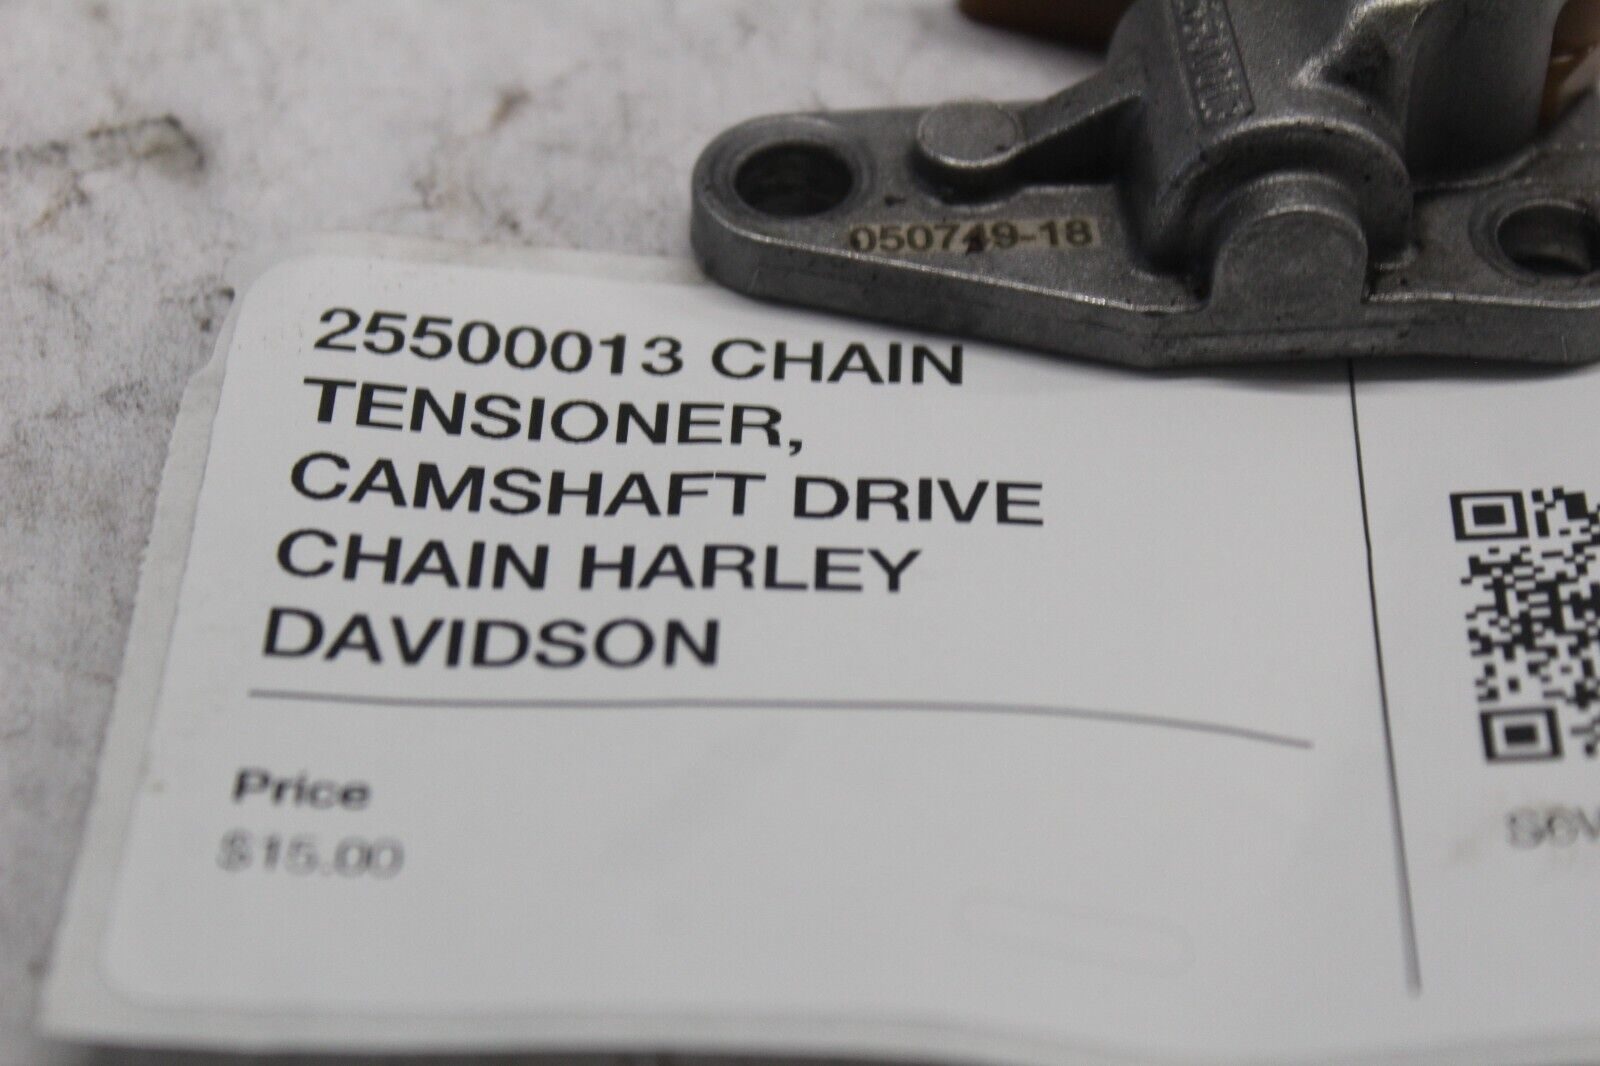 050749-18
25500013 CHAIN
TENSIONER,
CAMSHAFT DRIVE
CHAIN HARLEY
DAVIDSON
Price
$15.00